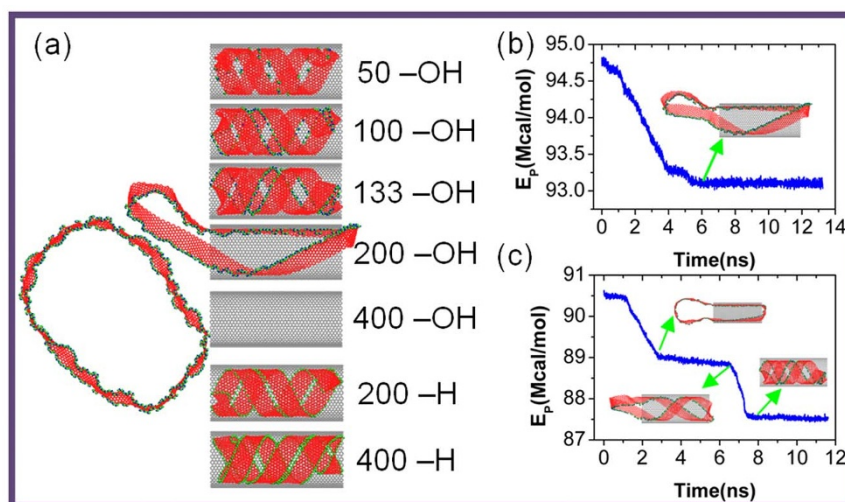 (a)
50 –OH
100 –OH
133 –OH
200 –OH
400 –OH
200 –H
400 –H
(b)
95.0
94.5
94.0
93.5
93.0
E_P(Mcal/mol)
0 2 4 6 8 10 12 14
Time(ns)
(c)
91
90
89
88
87
E_P(Mcal/mol)
0 2 4 6 8 10 12
Time(ns)